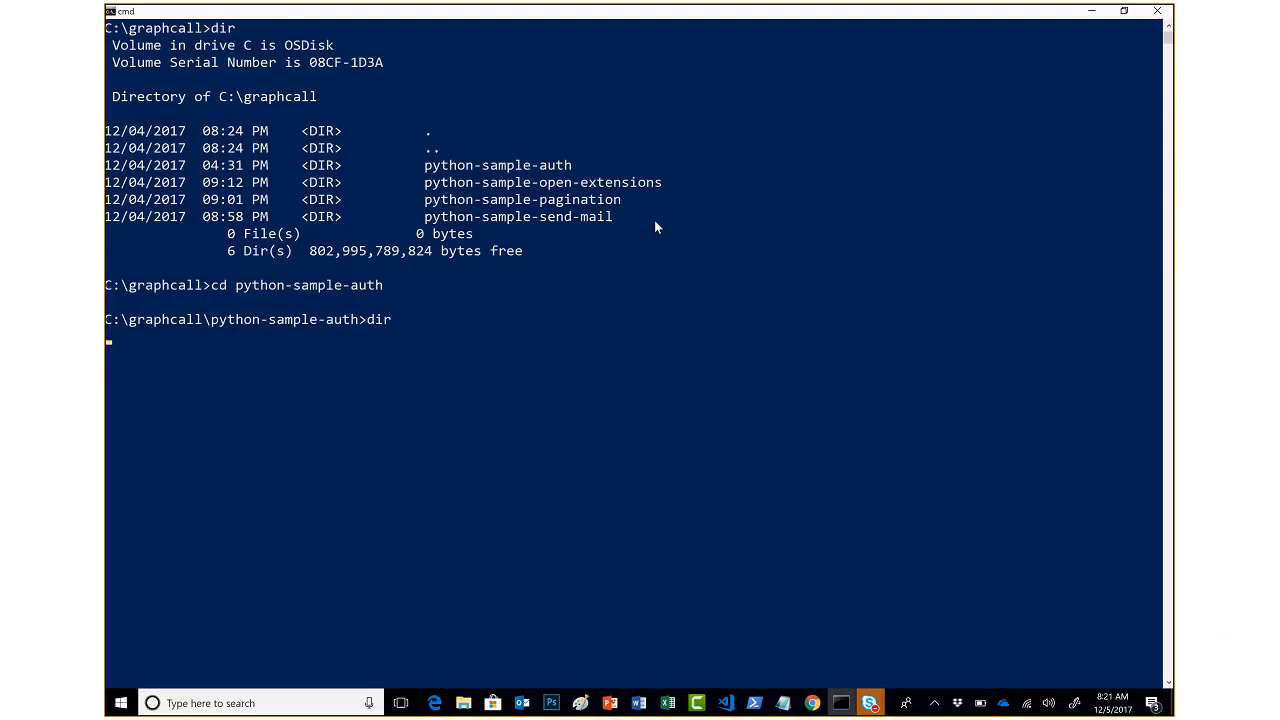 cmd
C:\graphcall>dir
Volume in drive C is OSDisk
Volume Serial Number is 08CF-1D3A
Directory of C:\graphcall
12/04/2017 08:24 PM <DIR> .
12/04/2017 08:24 PM <DIR> ..
12/04/2017 04:31 PM <DIR> python-sample-auth
12/04/2017 09:12 PM <DIR> python-sample-open-extensions
12/04/2017 09:01 PM <DIR> python-sample-pagination
12/04/2017 08:58 PM <DIR> python-sample-send-mail
0 File(s) 0 bytes
6 Dir(s) 802,995,789,824 bytes free
C:\graphcall>cd python-sample-auth
C:\graphcall\python-sample-auth>dir
Type here to search
8:21 AM
12/5/2017
3